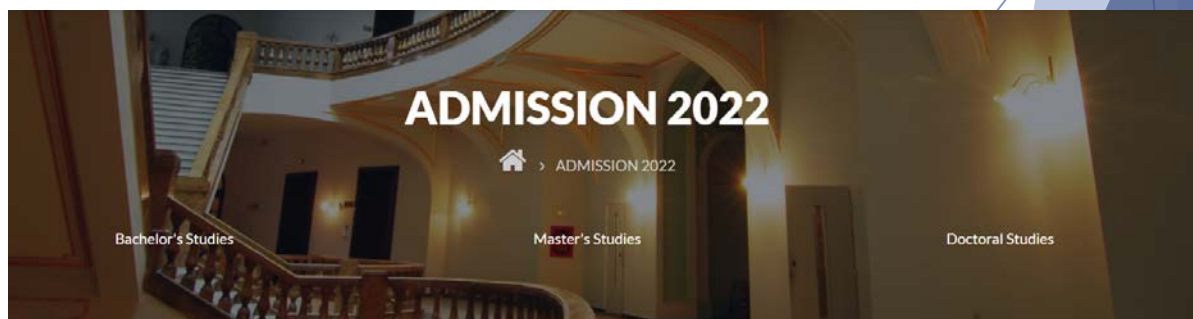 ADMISSION 2022
› ADMISSION 2022
Bachelor's Studies
Master's Studies
Doctoral Studies